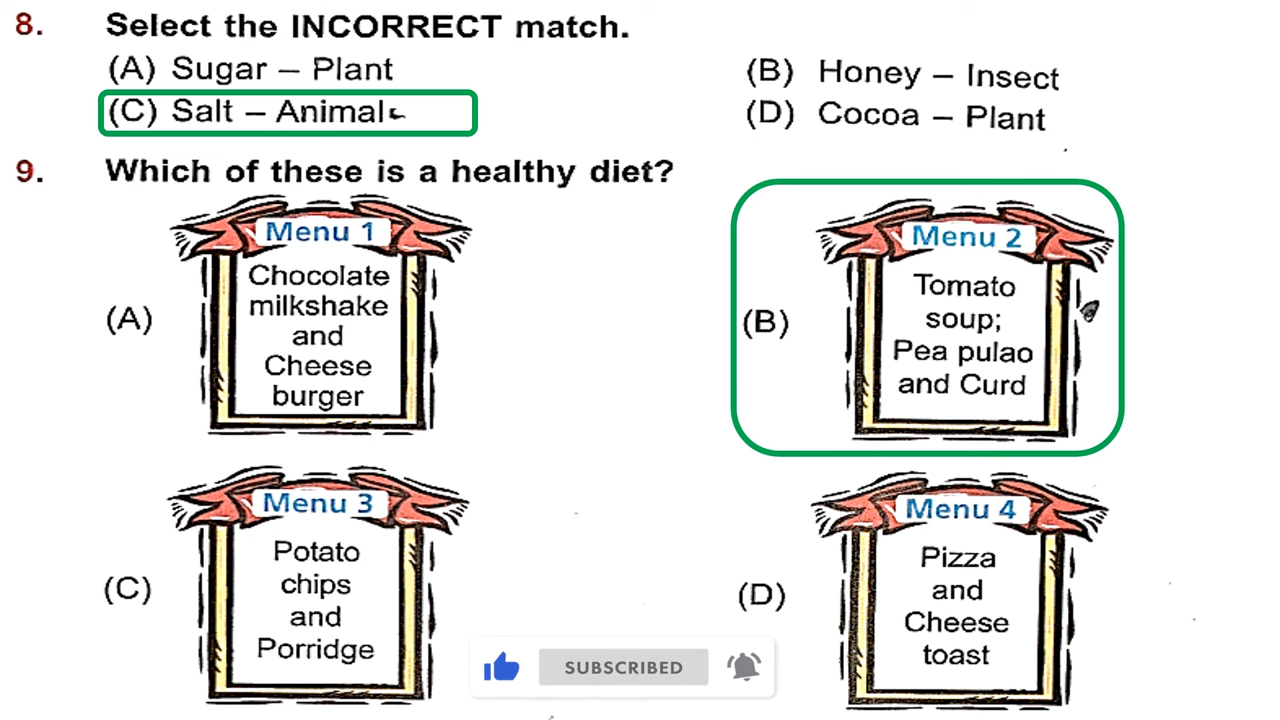 8. Select the INCORRECT match.
(A) Sugar – Plant
(B) Honey – Insect
(C) Salt – Animal
(D) Cocoa – Plant
9. Which of these is a healthy diet?
(A)
Menu 1
Chocolate
milkshake
and
Cheese
burger
(B)
Menu 2
Tomato
soup;
Pea pulao
and Curd
(C)
Menu 3
Potato
chips
and
Porridge
(D)
Menu 4
Pizza
and
Cheese
toast
SUBSCRIBED